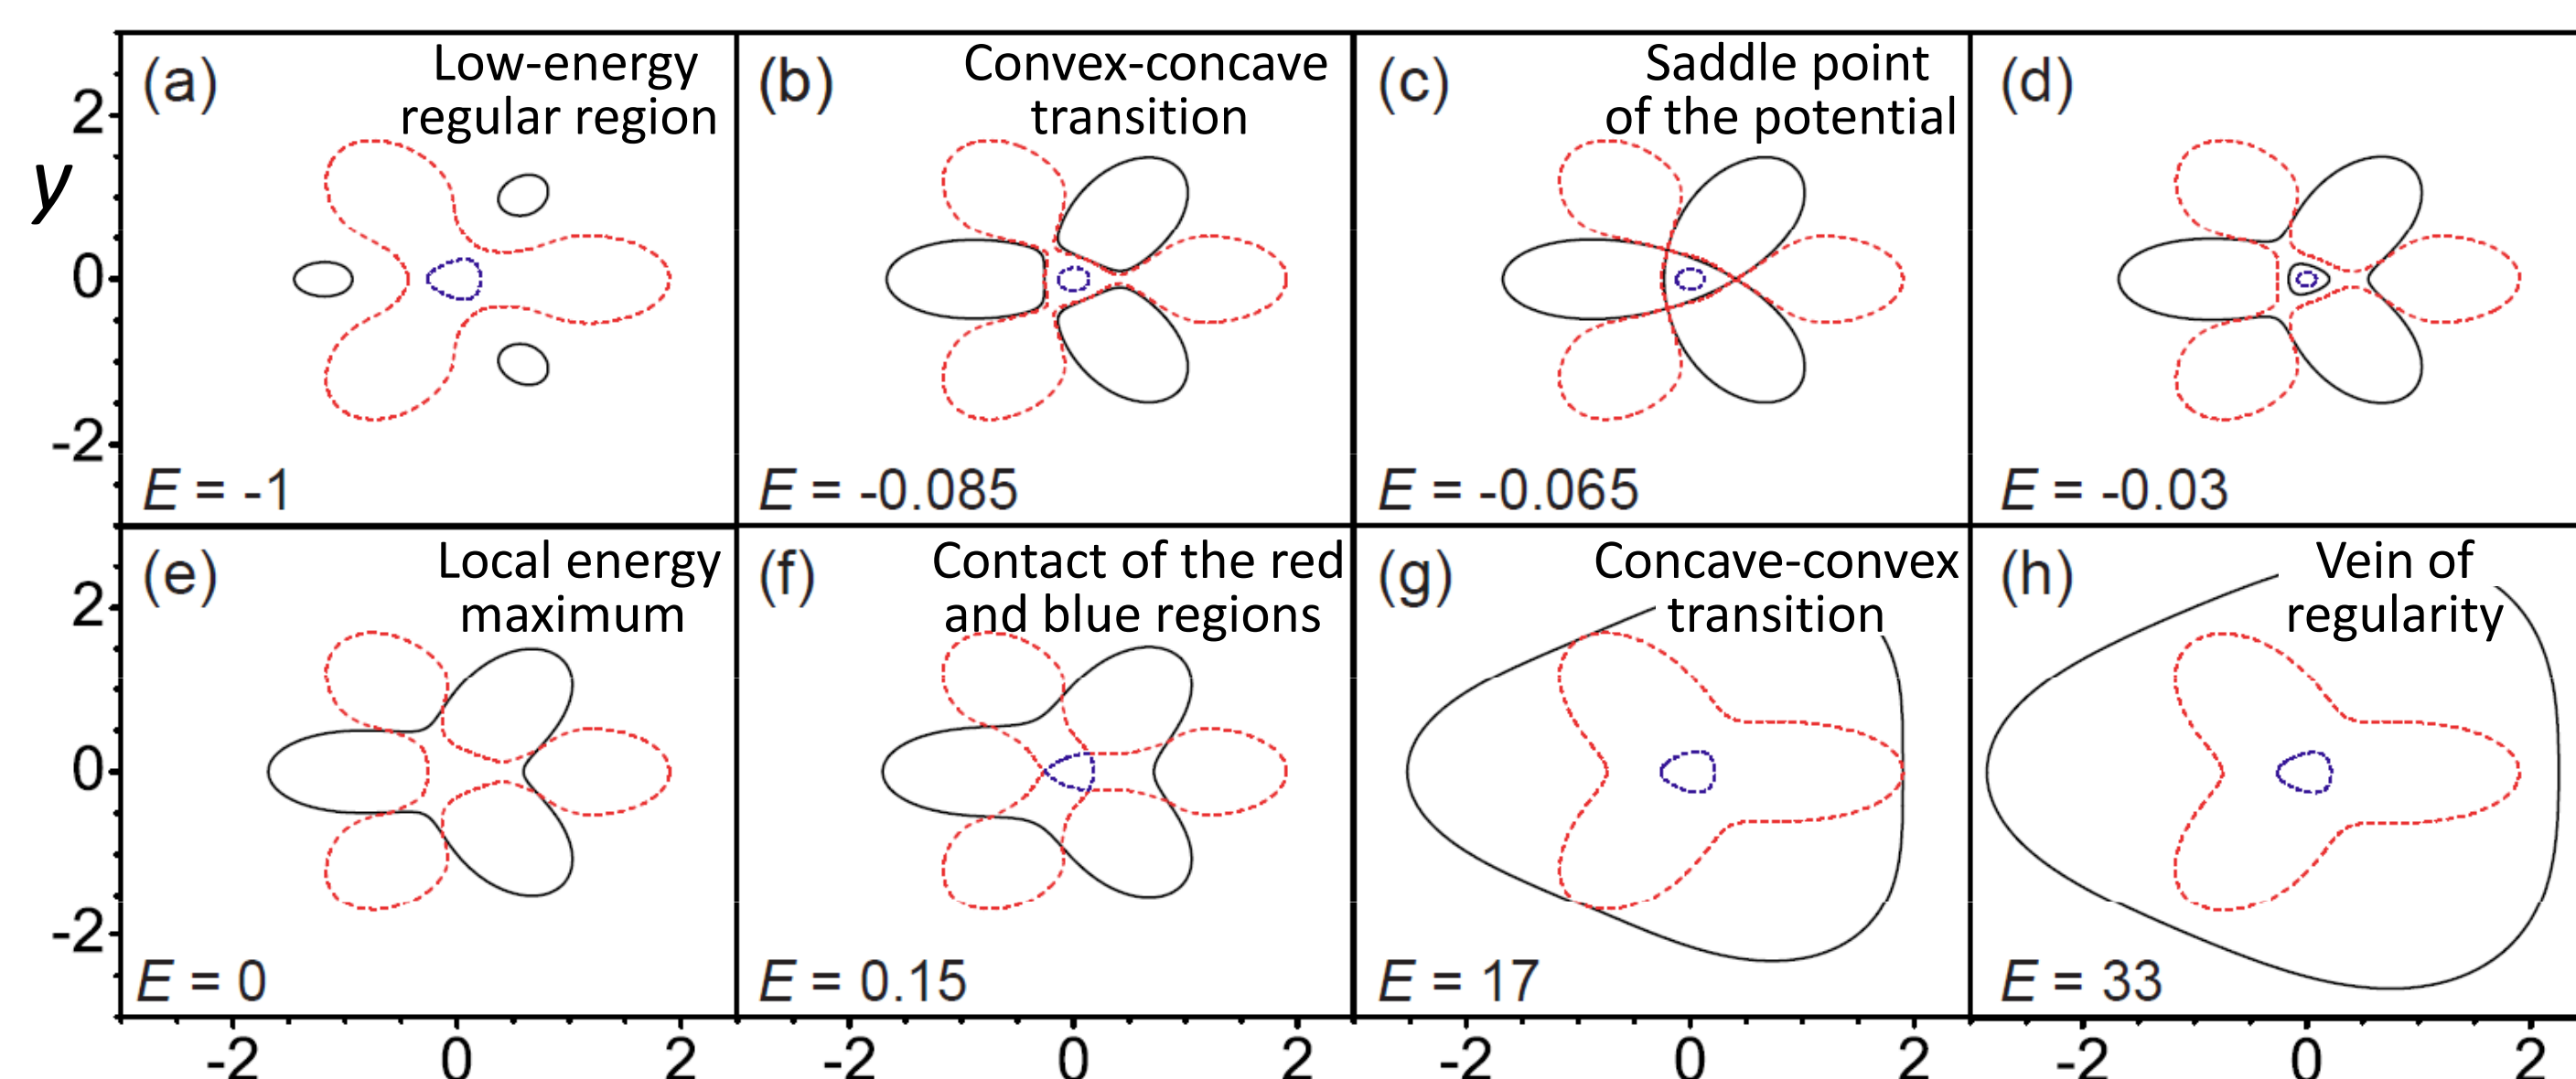 (a)
Low-energy
regular region
E = -1
(b)
Convex-concave
transition
E = -0.085
(c)
Saddle point
of the potential
E = -0.065
(d)
E = -0.03
y
2
0
-2
(e)
Local energy
maximum
E = 0
(f)
Contact of the red
and blue regions
E = 0.15
(g)
Concave-convex
transition
E = 17
(h)
Vein of
regularity
E = 33
2
0
-2
-2 0 2
-2 0 2
-2 0 2
-2 0 2